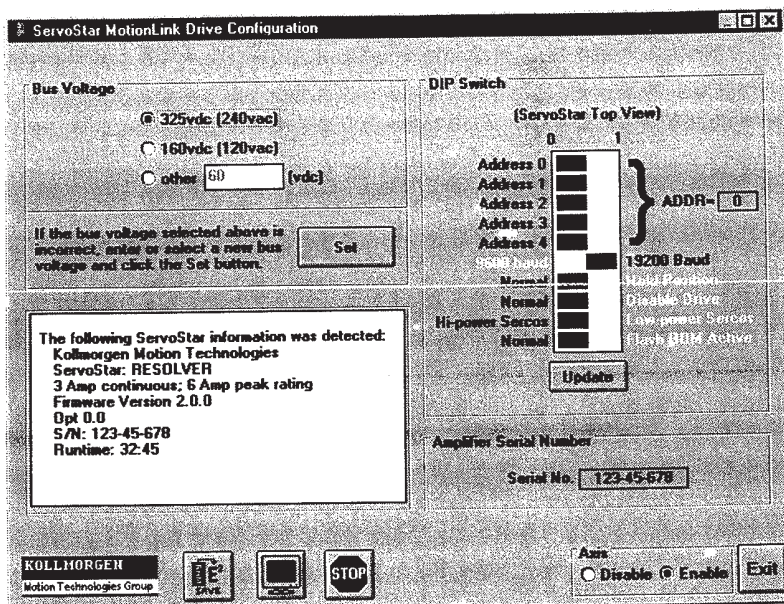 ServoStar MotionLink Drive Configuration
Bus Voltage
325vdc (240vac)
160vdc (120vac)
other 60 (vdc)
If the bus voltage selected above is
incorrect, enter or select a new bus
voltage and click the Set button.
Set
The following ServoStar information was detected:
Kollmorgen Motion Technologies
ServoStar: RESOLVER
3 Amp continuous; 6 Amp peak rating
Firmware Version 2.0.0
Opt 0.0
S/N: 123-45-678
Runtime: 32:45
DIP Switch
(ServoStar Top View)
0 1
Address 0
Address 1
Address 2
Address 3
Address 4
ADDR= 0
9600 baud 19200 Baud
Normal Hold Position
Normal Disable Drive
Hi-power Sercos Low-power Sercos
Normal Flash ROM Active
Update
Amplifier Serial Number
Serial No. 123-45-678
KOLLMORGEN
Motion Technologies Group
E²
SAVE
STOP
Axis
Disable Enable
Exit